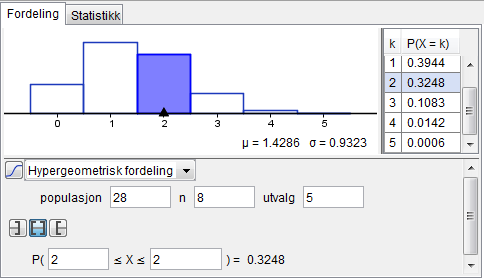 Fordeling Statistikk
k P(X = k)
1 0.3944
2 0.3248
3 0.1083
4 0.0142
5 0.0006
0 1 2 3 4 5
μ = 1.4286 σ = 0.9323
Hypergeometrisk fordeling
populasjon 28 n 8 utvalg 5
P( 2 ≤ X ≤ 2 ) = 0.3248